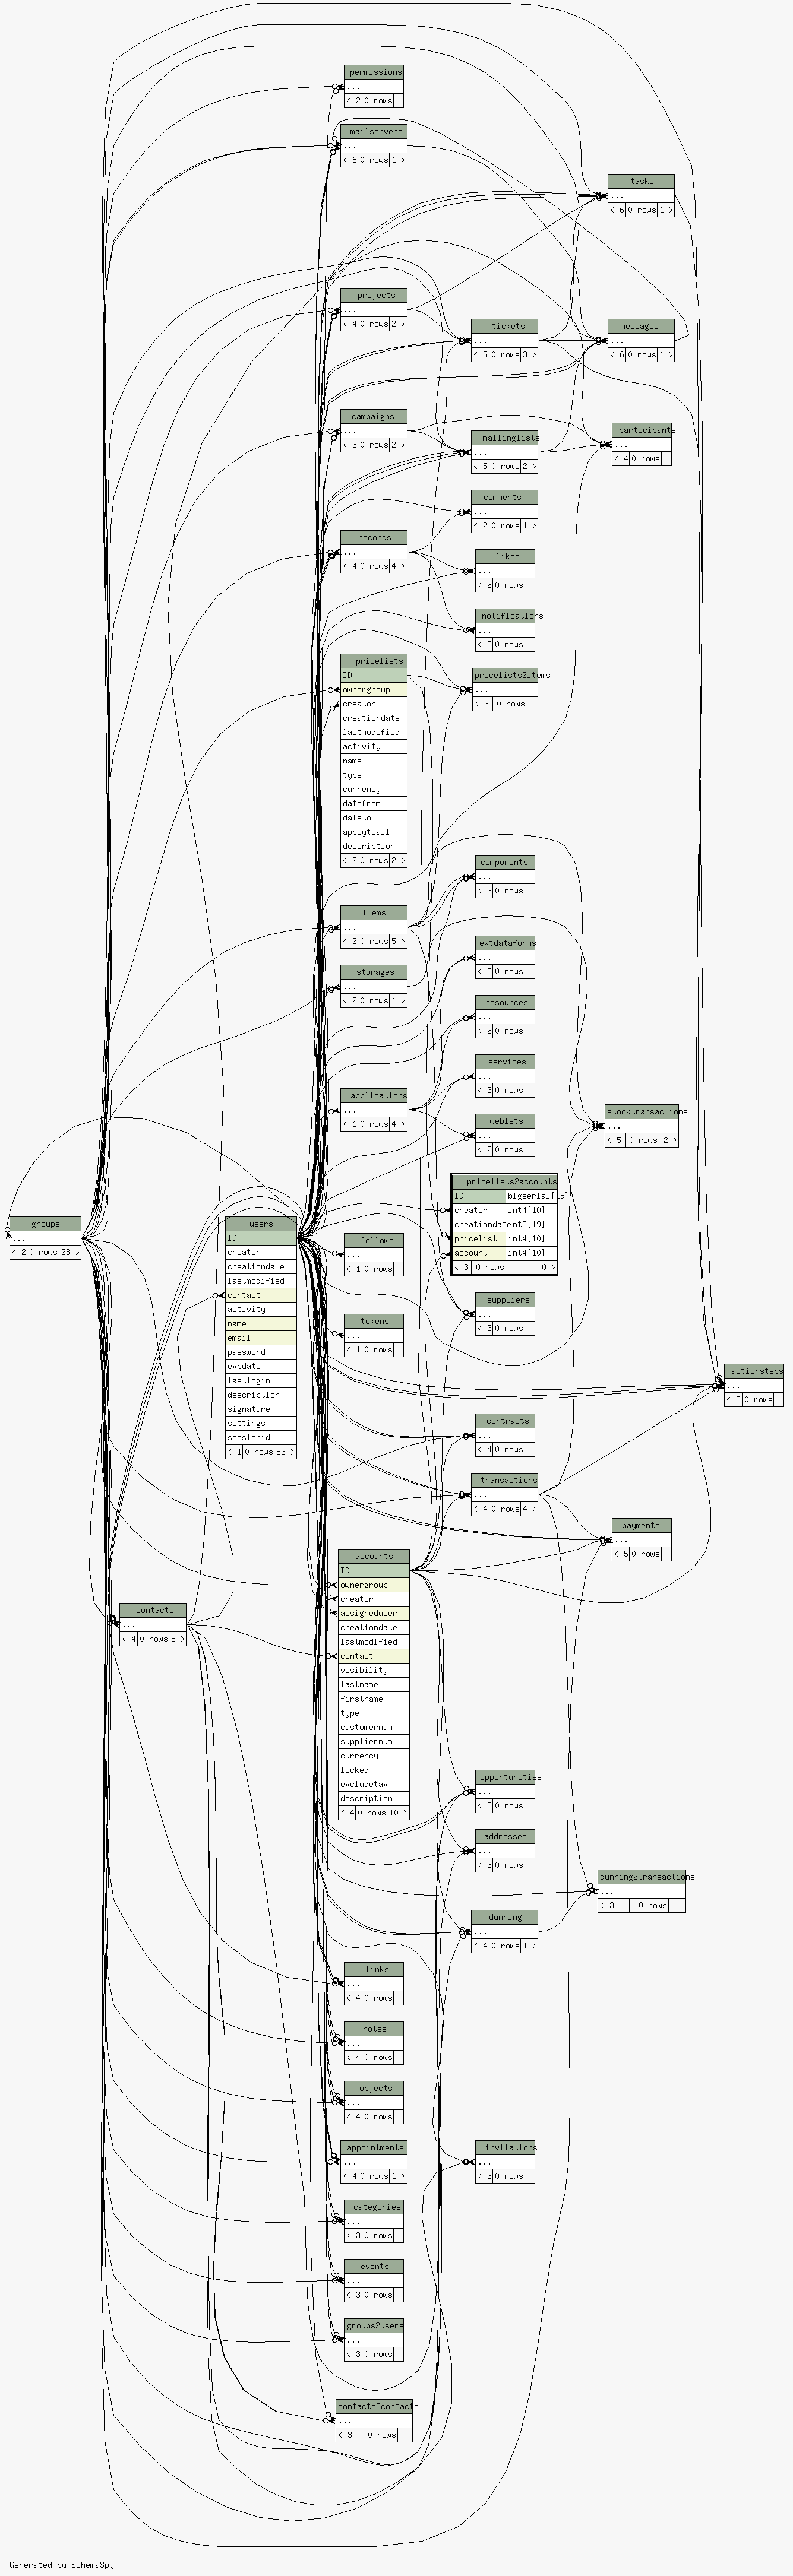 permissions
...
< 2 0 rows
mailservers
...
< 6 0 rows 1 >
tasks
...
< 6 0 rows 1 >
projects
...
< 4 0 rows 2 >
tickets
...
< 5 0 rows 3 >
messages
...
< 6 0 rows 1 >
campaigns
...
< 3 0 rows 2 >
mailinglists
...
< 5 0 rows 2 >
participants
...
< 4 0 rows
comments
...
< 2 0 rows 1 >
records
...
< 4 0 rows 4 >
likes
...
< 2 0 rows
notifications
...
< 2 0 rows
pricelists
ID
ownergroup
creator
creationdate
lastmodified
activity
name
type
currency
datefrom
dateto
applytoall
description
< 2 0 rows 2 >
pricelists2items
...
< 3 0 rows
components
...
< 3 0 rows
items
...
< 2 0 rows 5 >
extdataforms
...
< 2 0 rows
storages
...
< 2 0 rows 1 >
resources
...
< 2 0 rows
services
...
< 2 0 rows
applications
...
< 1 0 rows 4 >
stocktransactions
...
< 5 0 rows 2 >
weblets
...
< 2 0 rows
pricelists2accounts
ID bigserial[19]
creator int4[10]
creationdate int8[19]
pricelist int4[10]
account int4[10]
< 3 0 rows 0 >
groups
...
< 2 0 rows 28 >
users
ID
creator
creationdate
lastmodified
contact
activity
name
email
password
expdate
lastlogin
description
signature
settings
sessionid
< 1 0 rows 83 >
follows
...
< 1 0 rows
suppliers
...
< 3 0 rows
tokens
...
< 1 0 rows
actionsteps
...
< 8 0 rows
contracts
...
< 4 0 rows
transactions
...
< 4 0 rows 4 >
payments
...
< 5 0 rows
accounts
ID
ownergroup
creator
assigneduser
creationdate
lastmodified
contact
visibility
lastname
firstname
type
customernum
suppliernum
currency
locked
excludetax
description
< 4 0 rows 10 >
contacts
...
< 4 0 rows 8 >
opportunities
...
< 5 0 rows
addresses
...
< 3 0 rows
dunning2transactions
...
< 3 0 rows
dunning
...
< 4 0 rows 1 >
links
...
< 4 0 rows
notes
...
< 4 0 rows
objects
...
< 4 0 rows
appointments
...
< 4 0 rows 1 >
invitations
...
< 3 0 rows
categories
...
< 3 0 rows
events
...
< 3 0 rows
groups2users
...
< 3 0 rows
contacts2contacts
...
< 3 0 rows
Generated by SchemaSpy